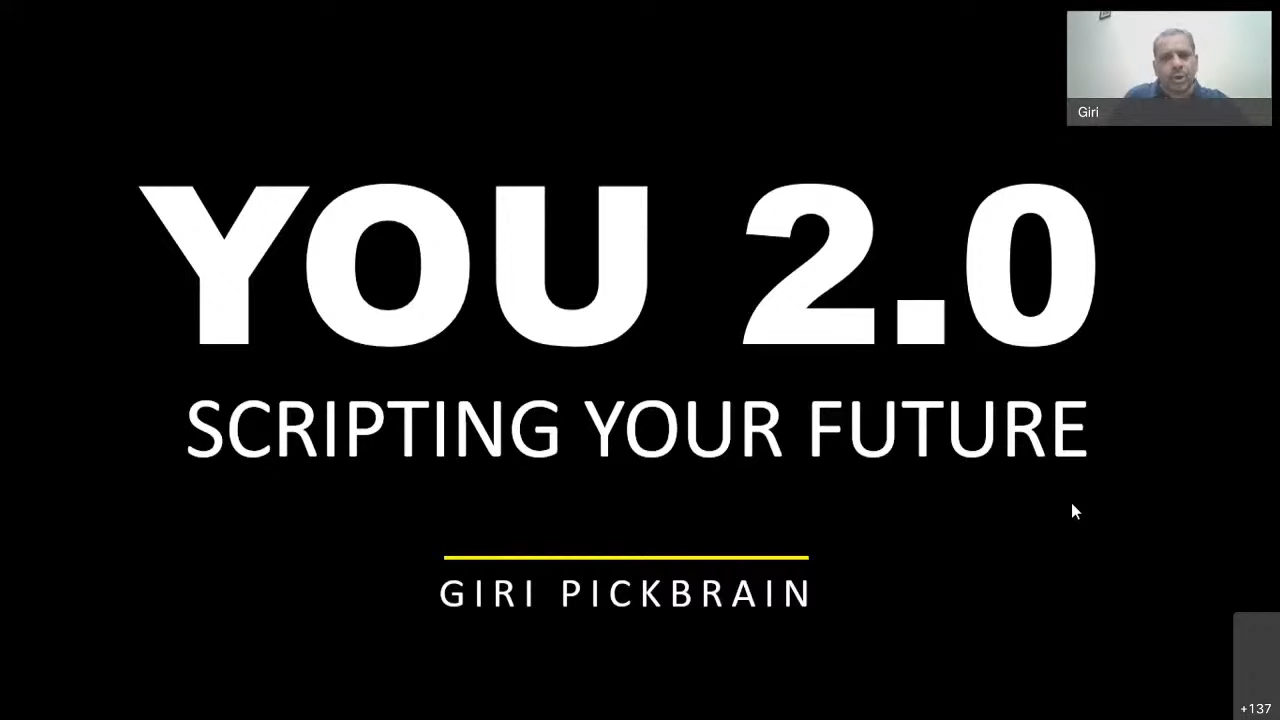 Giri
YOU 2.0
SCRIPTING YOUR FUTURE
GIRI PICKBRAIN
+137